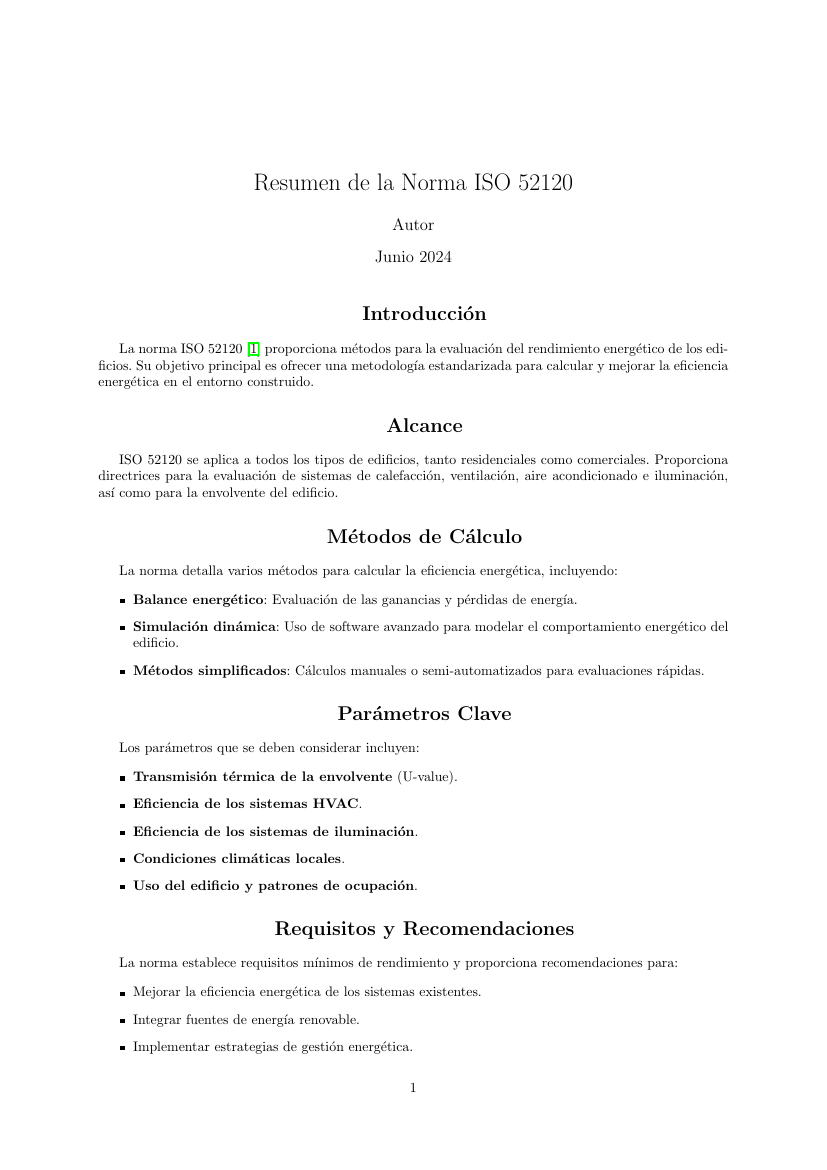 Resumen de la Norma ISO 52120
Autor
Junio 2024
Introducción
La norma ISO 52120 [1] proporciona métodos para la evaluación del rendimiento energético de los edi-
ficios. Su objetivo principal es ofrecer una metodología estandarizada para calcular y mejorar la eficiencia
energética en el entorno construido.
Alcance
ISO 52120 se aplica a todos los tipos de edificios, tanto residenciales como comerciales. Proporciona
directrices para la evaluación de sistemas de calefacción, ventilación, aire acondicionado e iluminación,
así como para la envolvente del edificio.
Métodos de Cálculo
La norma detalla varios métodos para calcular la eficiencia energética, incluyendo:
▪ Balance energético: Evaluación de las ganancias y pérdidas de energía.
▪ Simulación dinámica: Uso de software avanzado para modelar el comportamiento energético del
edificio.
▪ Métodos simplificados: Cálculos manuales o semi-automatizados para evaluaciones rápidas.
Parámetros Clave
Los parámetros que se deben considerar incluyen:
▪ Transmisión térmica de la envolvente (U-value).
▪ Eficiencia de los sistemas HVAC.
▪ Eficiencia de los sistemas de iluminación.
▪ Condiciones climáticas locales.
▪ Uso del edificio y patrones de ocupación.
Requisitos y Recomendaciones
La norma establece requisitos mínimos de rendimiento y proporciona recomendaciones para:
▪ Mejorar la eficiencia energética de los sistemas existentes.
▪ Integrar fuentes de energía renovable.
▪ Implementar estrategias de gestión energética.
1